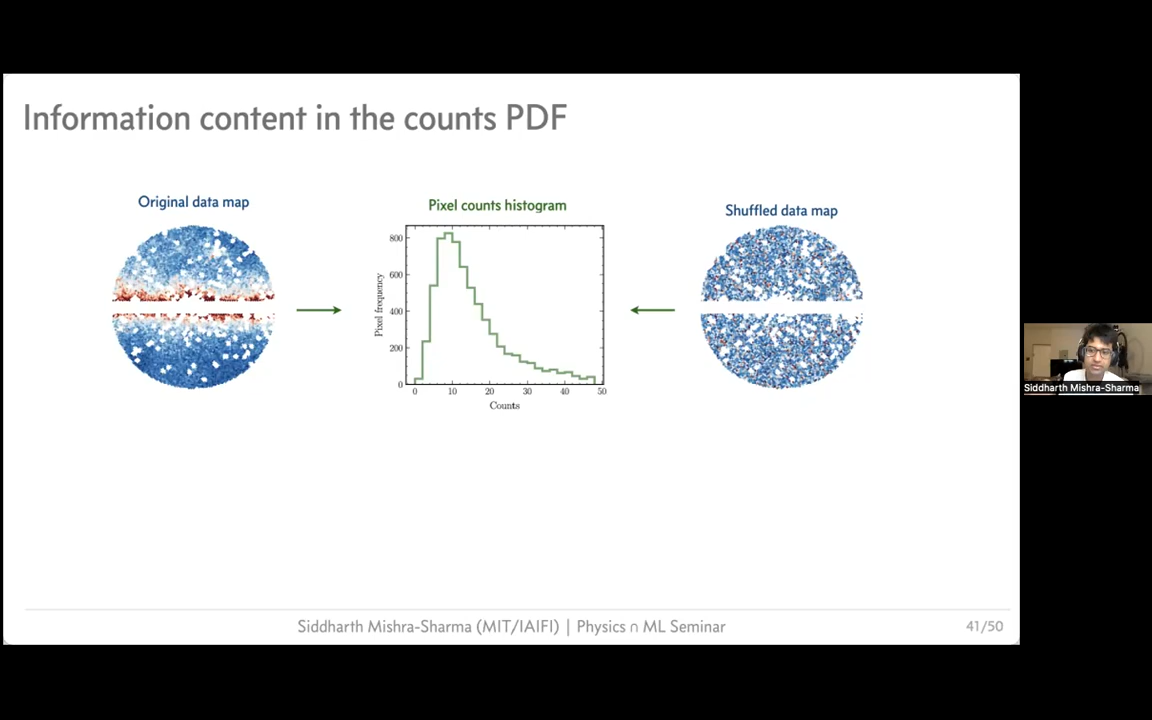 Information content in the counts PDF
Original data map
Pixel counts histogram
Shuffled data map
800
600
400
200
0
Pixel frequency
0 10 20 30 40 50
Counts
Siddharth Mishra-Sharma
Siddharth Mishra-Sharma (MIT/IAIFI) | Physics ∩ ML Seminar
41/50